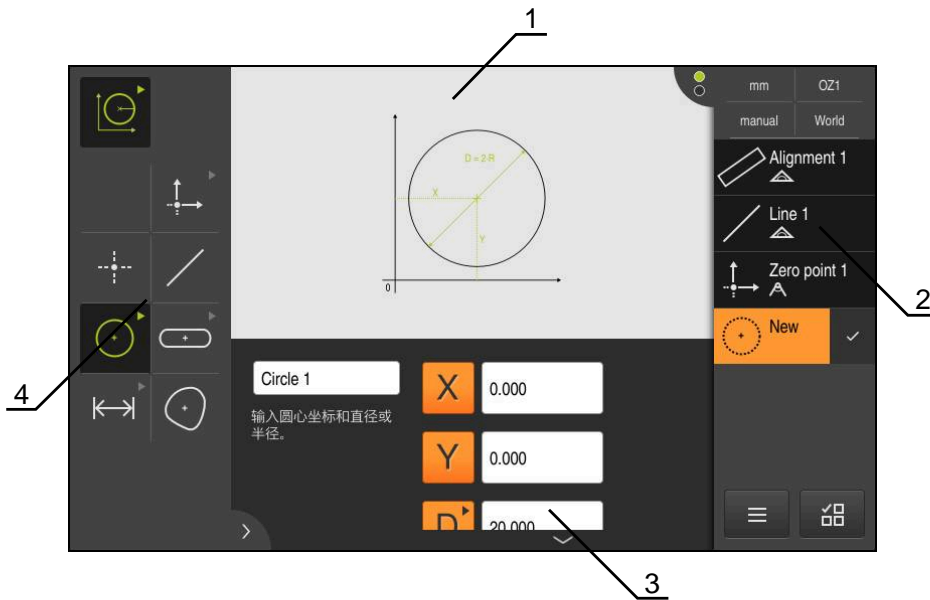 1
mm
OZ1
manual
World
D = 2·R
X
Y
0
Alignment 1
Line 1
Zero point 1
New
2
4
Circle 1
输入圆心坐标和直径或
半径。
X
0.000
Y
0.000
D
20.000
3